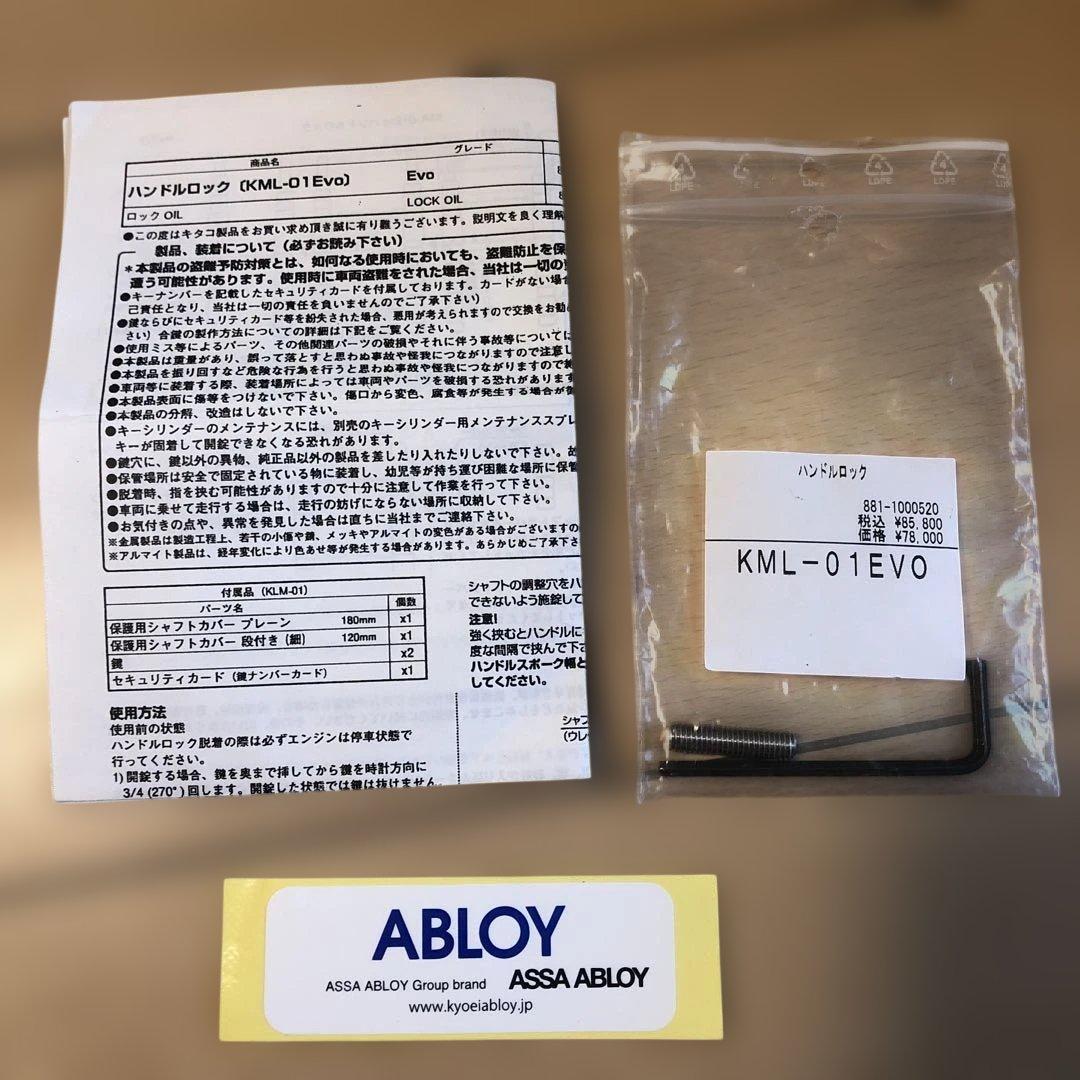 商品名 グレード
ハンドルロック〔KML-01Evo〕 Evo
ロック OIL LOCK OIL
●この度はキタコ製品をお買い求め頂き誠に有り難うございます。説明文を良く理解
製品、装着について（必ずお読み下さい）
＊本製品の盗難予防対策とは、如何なる使用時においても、盗難防止を保
違う可能性があります。使用時に車両盗難をされた場合、当社は一切の
●キーナンバーを記載したセキュリティカードを付属しております。カードがない場合
己責任となり、当社は一切の責任を負いませんのでご了承下さい）
●鍵ならびにセキュリティカード等を紛失された場合、悪用が考えられますので交換をお勧
さい）合鍵の製作方法についての詳細は下記をご覧ください。
●使用ミス等によるパーツ、その他関連パーツの破損やそれに伴う事故等については
●本製品は重量があり、誤って落とすと思わぬ事故や怪我につながりますので注意し
●本製品を振り回すなど危険な行為を行うと思わぬ事故や怪我につながりますので絶
●車両等に装着する際、装着場所によっては車両やパーツを破損する恐れがあります
●本製品表面に傷等をつけないで下さい。傷口から変色、腐食等が発生する場合が御
●本製品の分解、改造はしないで下さい。
●キーシリンダーのメンテナンスには、別売のキーシリンダー用メンテナンススプレ
キーが固着して開錠できなくなる恐れがあります。
●鍵穴に、鍵以外の異物、純正品以外の製品を差したり入れたりしないで下さい。故
●保管場所は安全で固定されている物に装着し、幼児等が持ち運び困難な場所に保管
●脱着時、指を挟む可能性がありますので十分に注意して作業を行って下さい。
●車両に乗せて走行する場合は、走行の妨げにならない場所に収納して下さい。
●お気付きの点や、異常を発見した場合は直ちに当社までご連絡下さい。
※金属製品は製造工程上、若干の小傷や錆、メッキやアルマイトの変色がある場合がございますの
※アルマイト製品は、経年変化により色あせ等が発生する場合があります。あらかじめご了承下さ
付属品（KLM-01）
パーツ名 個数
保護用シャフトカバー プレーン 180mm x1
保護用シャフトカバー 段付き（細） 120mm x1
鍵 x2
セキュリティカード（鍵ナンバーカード） x1
使用方法
使用前の状態
ハンドルロック脱着の際は必ずエンジンは停車状態で
行ってください。
1）開錠する場合、鍵を奥まで挿してから鍵を時計方向に
3/4 (270°) 回します。開錠した状態では鍵は抜けません。
シャフトの調整穴をハ
できないよう施錠して
注意!
強く挟むとハンドルに
度な間隔で挟んで下さ
ハンドルスポーク幅と
してください。
シャフ
（ウレ
LDPE LDPE LDPE LDPE
ハンドルロック
881-1000520
税込 ¥85,800
価格 ¥78,000
KML-01EVO
ABLOY
ASSA ABLOY Group brand ASSA ABLOY
www.kyoeiabloy.jp